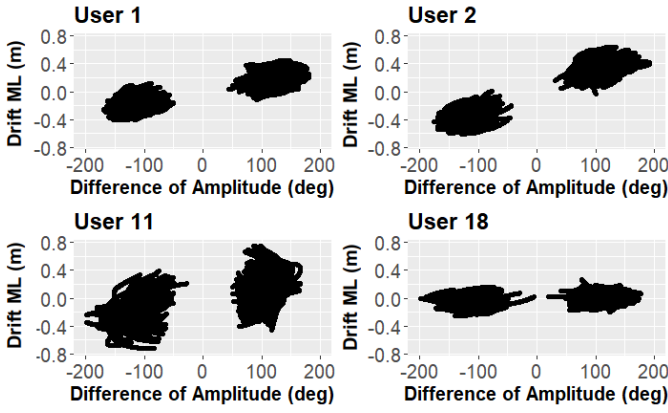 User 1
Drift ML (m)
0.8
0.4
0.0
-0.4
-0.8
-200 -100 0 100 200
Difference of Amplitude (deg)
User 2
Drift ML (m)
0.8
0.4
0.0
-0.4
-0.8
-200 -100 0 100 200
Difference of Amplitude (deg)
User 11
Drift ML (m)
0.8
0.4
0.0
-0.4
-0.8
-200 -100 0 100 200
Difference of Amplitude (deg)
User 18
Drift ML (m)
0.8
0.4
0.0
-0.4
-0.8
-200 -100 0 100 200
Difference of Amplitude (deg)